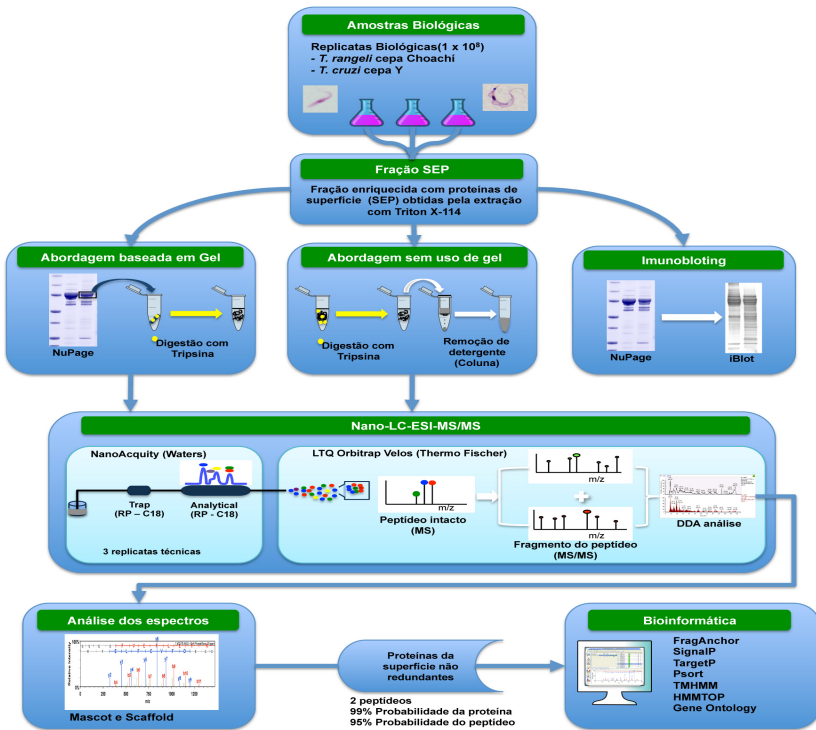 Amostras Biológicas
Replicatas Biológicas(1 x 10⁸)
- T. rangeli cepa Choachí
- T. cruzi cepa Y
Fração SEP
Fração enriquecida com proteínas de
superfície (SEP) obtidas pela extração
com Triton X-114
Abordagem baseada em Gel
NuPage
Digestão com
Tripsina
Abordagem sem uso de gel
Digestão com
Tripsina
Remoção de
detergente
(Coluna)
Imunobloting
NuPage
iBlot
Nano-LC-ESI-MS/MS
NanoAcquity (Waters)
Trap
(RP – C18)
Analytical
(RP - C18)
3 replicatas técnicas
LTQ Orbitrap Velos (Thermo Fischer)
m/z
Peptídeo intacto
(MS)
m/z
+
m/z
Fragmento do peptídeo
(MS/MS)
DDA análise
Análise dos espectros
Mascot e Scaffold
Proteínas da
superfície não
redundantes
2 peptídeos
99% Probabilidade da proteína
95% Probabilidade do peptídeo
Bioinformática
FragAnchor
SignalP
TargetP
Psort
TMHMM
HMMTOP
Gene Ontology